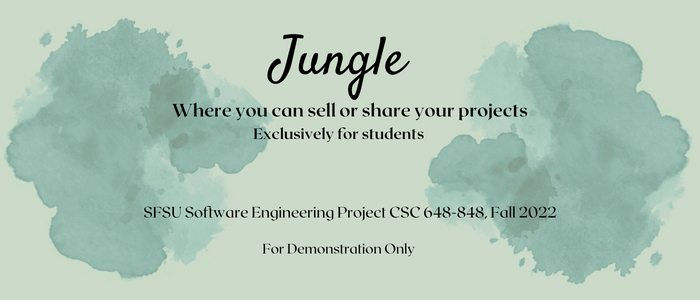 Jungle
Where you can sell or share your projects
Exclusively for students
SFSU Software Engineering Project CSC 648-848, Fall 2022
For Demonstration Only